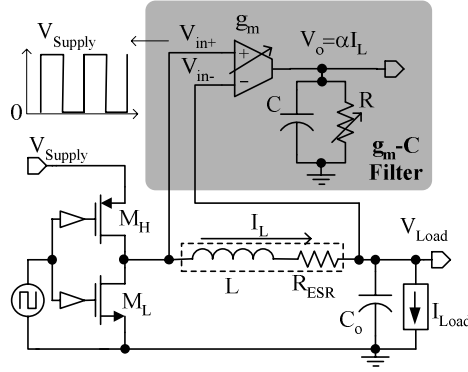 V_Supply
0
g_m
V_in+
V_in-
+
−
V_o=αI_L
C
R
g_m-C
Filter
V_Supply
M_H
M_L
I_L
L
R_ESR
V_Load
C_o
I_Load